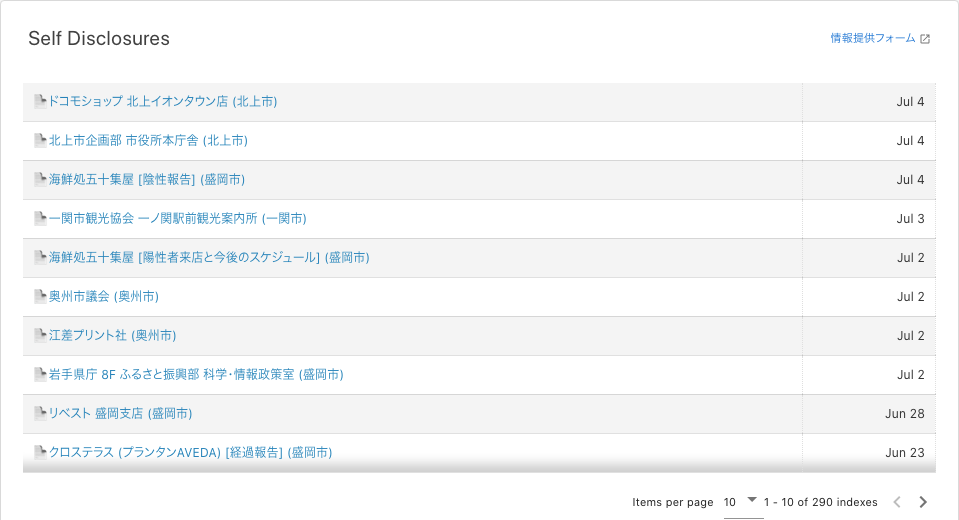 Self Disclosures
情報提供フォーム
ドコモショップ 北上イオンタウン店 (北上市) Jul 4
北上市企画部 市役所本庁舎 (北上市) Jul 4
海鮮処五十集屋 [陰性報告] (盛岡市) Jul 4
一関市観光協会 一ノ関駅前観光案内所 (一関市) Jul 3
海鮮処五十集屋 [陽性者来店と今後のスケジュール] (盛岡市) Jul 2
奥州市議会 (奥州市) Jul 2
江差プリント社 (奥州市) Jul 2
岩手県庁 8F ふるさと振興部 科学・情報政策室 (盛岡市) Jul 2
リベスト 盛岡支店 (盛岡市) Jun 28
クロステラス (プランタンAVEDA) [経過報告] (盛岡市) Jun 23
Items per page 10 1 - 10 of 290 indexes